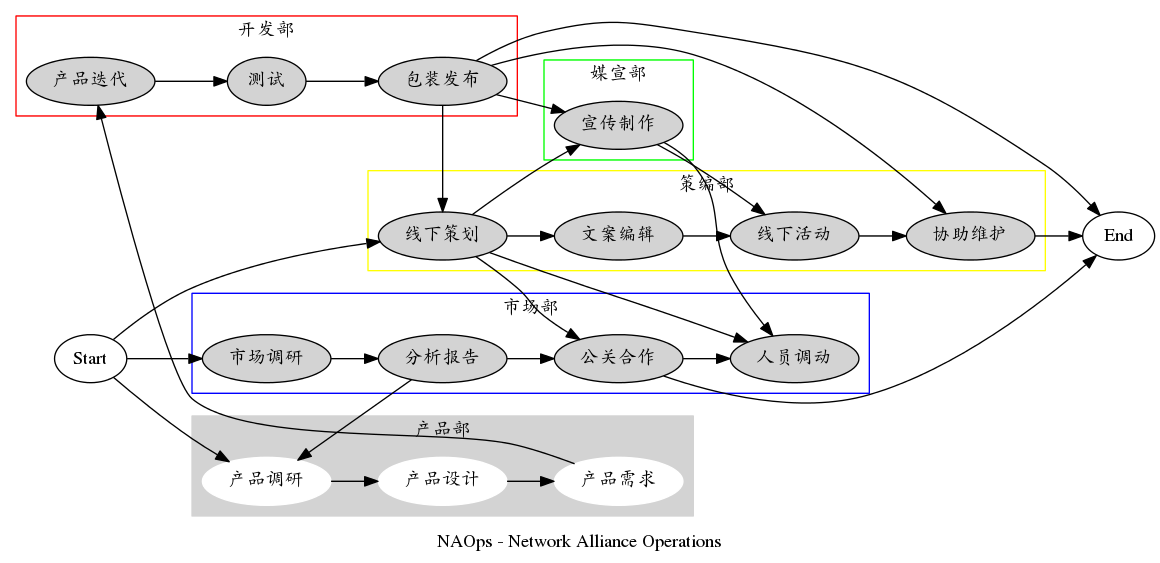 开发部
产品迭代
测试
包装发布
媒宣部
宣传制作
策编部
线下策划
文案编辑
线下活动
协助维护
End
市场部
Start
市场调研
分析报告
公关合作
人员调动
产品部
产品调研
产品设计
产品需求
NAOps - Network Alliance Operations